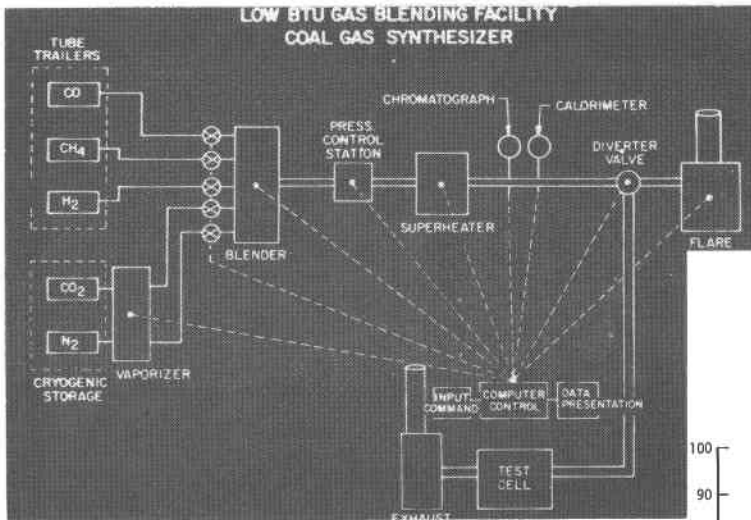 LOW BTU GAS BLENDING FACILITY
COAL GAS SYNTHESIZER
TUBE
TRAILERS
CO
CH4
H2
CO2
N2
CRYOGENIC
STORAGE
VAPORIZER
BLENDER
PRESS.
CONTROL
STATION
SUPERHEATER
CHROMATOGRAPH
CALORIMETER
DIVERTER
VALVE
FLARE
INPUT
COMMAND
COMPUTER
CONTROL
DATA
PRESENTATION
TEST
CELL
EXHAUST
100
90